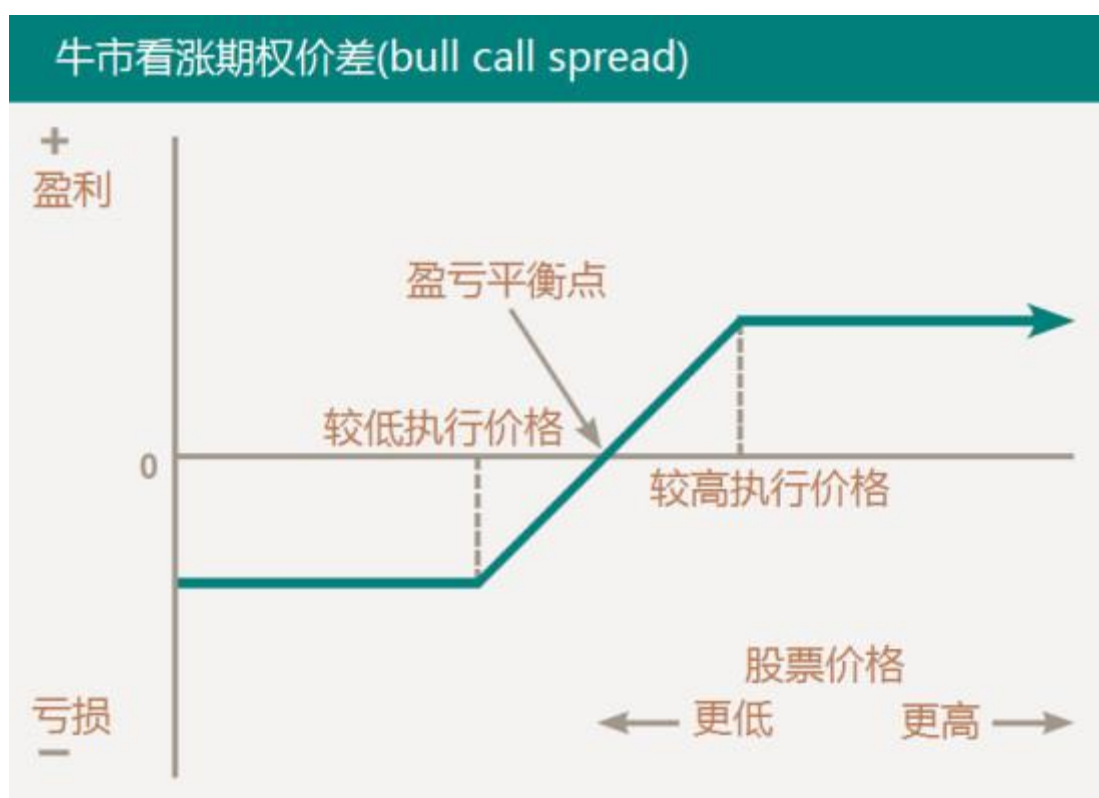 牛市看涨期权价差(bull call spread)
+
盈利
盈亏平衡点
较低执行价格
0
较高执行价格
股票价格
更低 更高
亏损
−